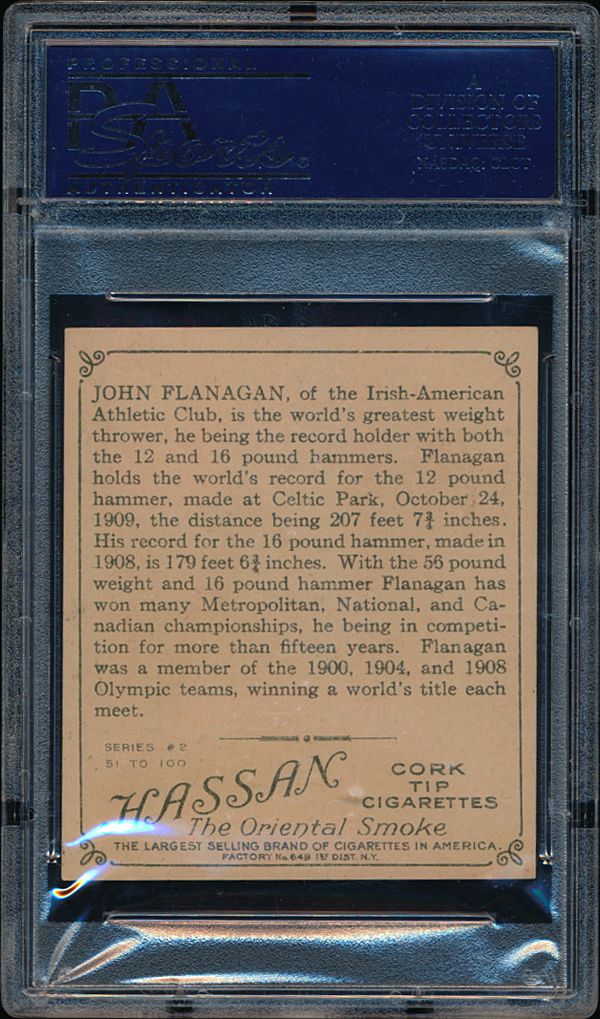 PROFESSIONAL
PSA
Sports
AUTHENTICATOR
A
DIVISION OF
COLLECTORS
UNIVERSE
NASDAQ: CLCT
JOHN FLANAGAN, of the Irish-American
Athletic Club, is the world's greatest weight
thrower, he being the record holder with both
the 12 and 16 pound hammers. Flanagan
holds the world's record for the 12 pound
hammer, made at Celtic Park, October 24,
1909, the distance being 207 feet 7¾ inches.
His record for the 16 pound hammer, made in
1908, is 179 feet 6¾ inches. With the 56 pound
weight and 16 pound hammer Flanagan has
won many Metropolitan, National, and Ca-
nadian championships, he being in competi-
tion for more than fifteen years. Flanagan
was a member of the 1900, 1904, and 1908
Olympic teams, winning a world's title each
meet.
SERIES #2
51 TO 100
HASSAN
CORK
TIP
CIGARETTES
The Oriental Smoke
THE LARGEST SELLING BRAND OF CIGARETTES IN AMERICA.
FACTORY No. 649 1ST DIST. N.Y.